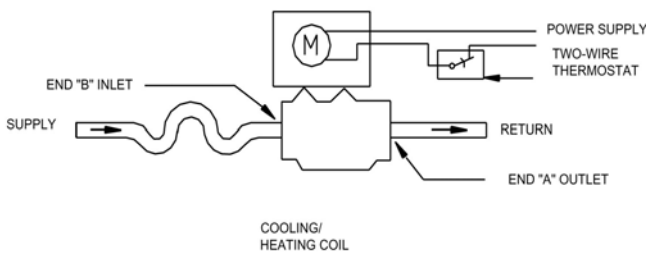 M
POWER SUPPLY
TWO-WIRE
THERMOSTAT
END "B" INLET
SUPPLY
RETURN
END "A" OUTLET
COOLING/
HEATING COIL